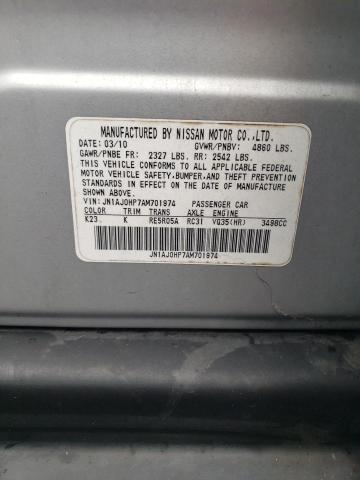 MANUFACTURED BY NISSAN MOTOR CO.,LTD.
DATE: 03/10 GVWR/PNBV: 4860 LBS.
GAWR/PNBE FR: 2327 LBS. RR: 2542 LBS.
THIS VEHICLE CONFORMS TO ALL APPLICABLE FEDERAL
MOTOR VEHICLE SAFETY,BUMPER,AND THEFT PREVENTION
STANDARDS IN EFFECT ON THE DATE OF MANUFACTURE
SHOWN ABOVE.
VIN: JN1AJ0HP7AM701974 PASSENGER CAR
COLOR TRIM TRANS AXLE ENGINE
K23 K RE5R05A RC31 VQ35(HR) 3498CC
JN1AJ0HP7AM701974